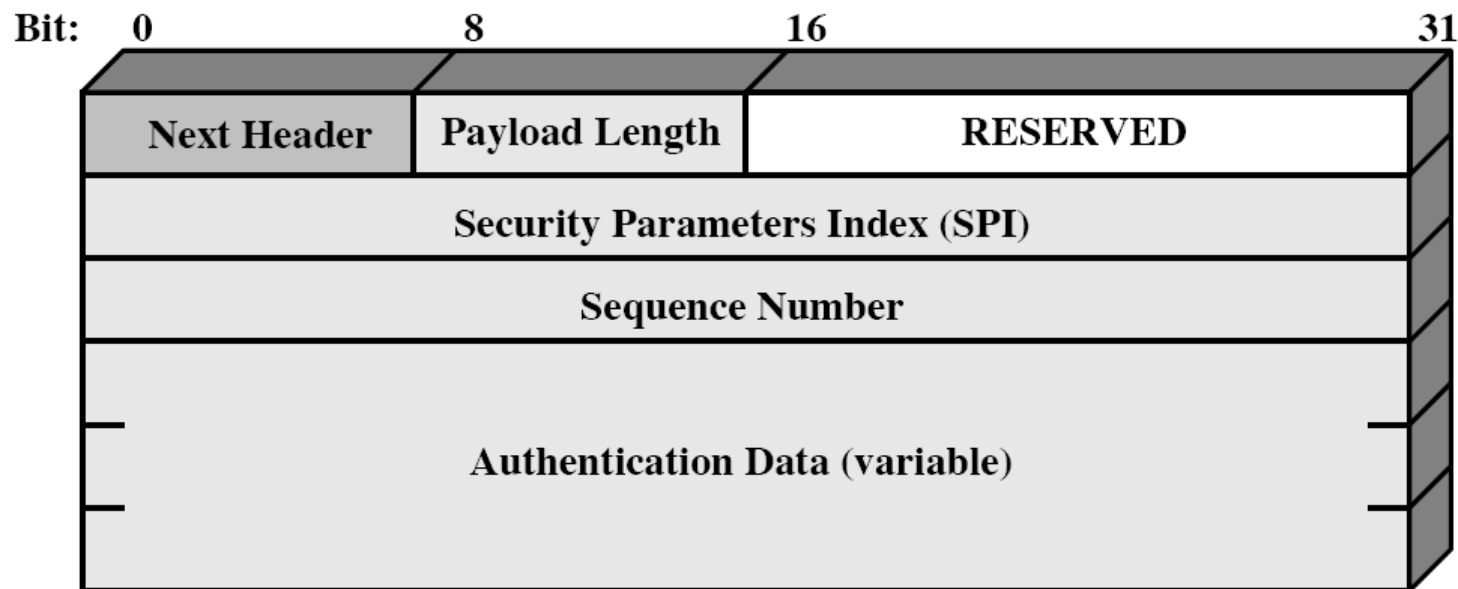 Bit: 0 8 16 31
Next Header Payload Length RESERVED
Security Parameters Index (SPI)
Sequence Number
Authentication Data (variable)